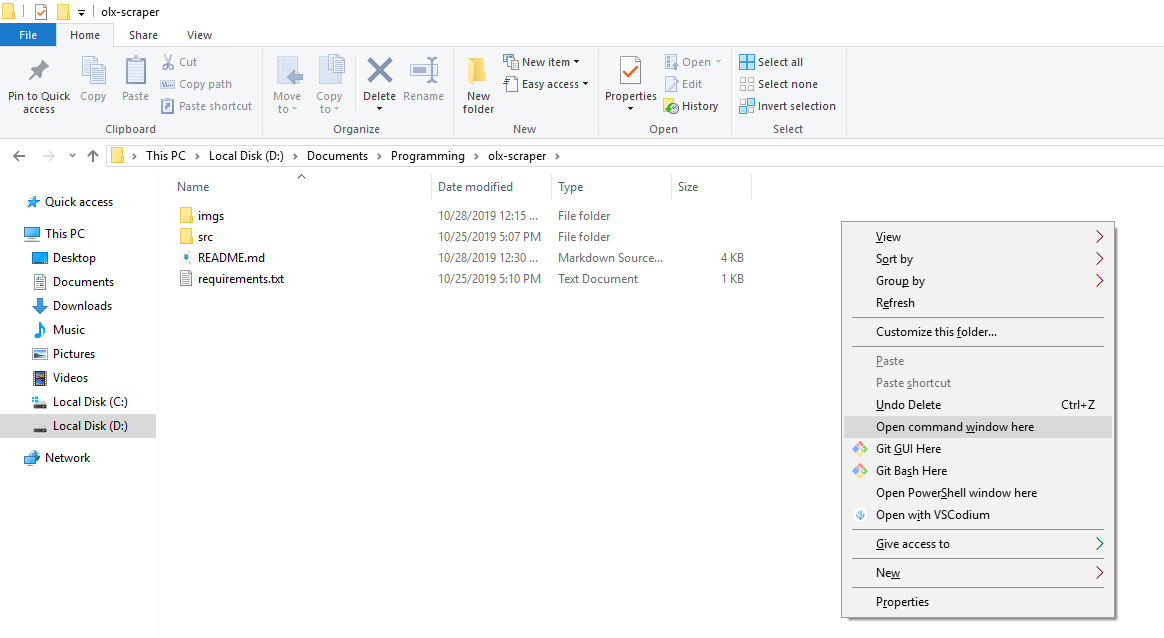 olx-scraper
File Home Share View
Pin to Quick access
Copy
Paste
Cut
Copy path
Paste shortcut
Clipboard
Move to
Copy to
Delete
Rename
Organize
New folder
New item
Easy access
New
Properties
Open
Edit
History
Open
Select all
Select none
Invert selection
Select
This PC > Local Disk (D:) > Documents > Programming > olx-scraper >
Quick access
This PC
Desktop
Documents
Downloads
Music
Pictures
Videos
Local Disk (C:)
Local Disk (D:)
Network
Name Date modified Type Size
imgs 10/28/2019 12:15 ... File folder
src 10/25/2019 5:07 PM File folder
README.md 10/28/2019 12:30 ... Markdown Source... 4 KB
requirements.txt 10/25/2019 5:10 PM Text Document 1 KB
View
Sort by
Group by
Refresh
Customize this folder...
Paste
Paste shortcut
Undo Delete Ctrl+Z
Open command window here
Git GUI Here
Git Bash Here
Open PowerShell window here
Open with VSCodium
Give access to
New
Properties